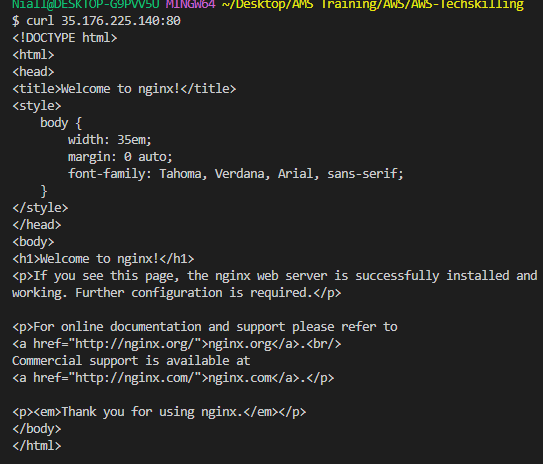 Niall@DESKTOP-G9PVV5U MINGW64 ~/Desktop/AMS Training/AWS/AWS-Techskilling
$ curl 35.176.225.140:80
<!DOCTYPE html>
<html>
<head>
<title>Welcome to nginx!</title>
<style>
    body {
        width: 35em;
        margin: 0 auto;
        font-family: Tahoma, Verdana, Arial, sans-serif;
    }
</style>
</head>
<body>
<h1>Welcome to nginx!</h1>
<p>If you see this page, the nginx web server is successfully installed and
working. Further configuration is required.</p>

<p>For online documentation and support please refer to
<a href="http://nginx.org/">nginx.org</a>.<br/>
Commercial support is available at
<a href="http://nginx.com/">nginx.com</a>.</p>

<p><em>Thank you for using nginx.</em></p>
</body>
</html>